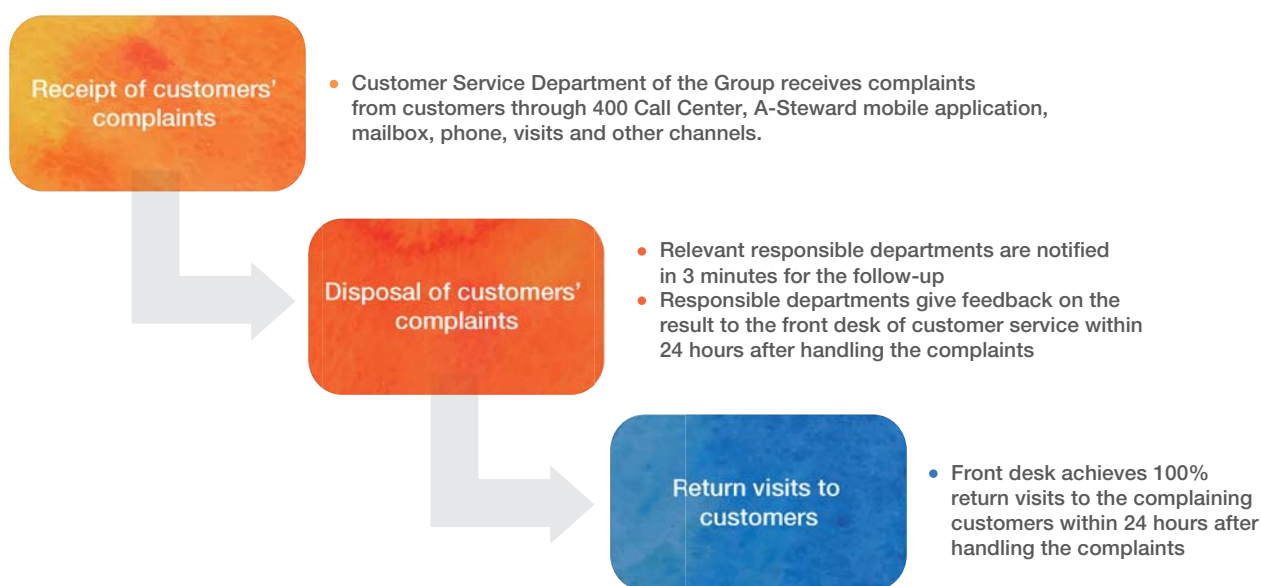 Receipt of customers'
complaints
• Customer Service Department of the Group receives complaints
from customers through 400 Call Center, A-Steward mobile application,
mailbox, phone, visits and other channels.
Disposal of customers'
complaints
• Relevant responsible departments are notified
in 3 minutes for the follow-up
• Responsible departments give feedback on the
result to the front desk of customer service within
24 hours after handling the complaints
Return visits to
customers
• Front desk achieves 100%
return visits to the complaining
customers within 24 hours after
handling the complaints